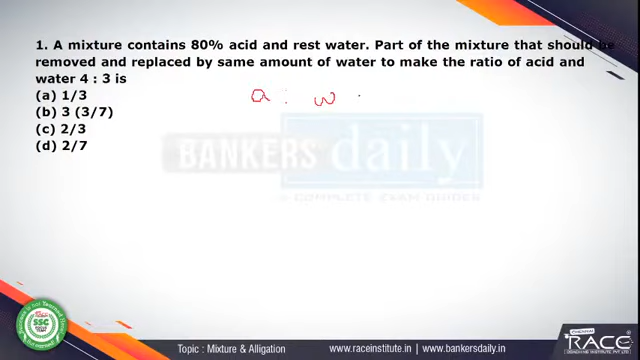 1. A mixture contains 80% acid and rest water. Part of the mixture that should be
removed and replaced by same amount of water to make the ratio of acid and
water 4 : 3 is
(a) 1/3
(b) 3 (3/7)
(c) 2/3
(d) 2/7
a : w
BANKERS daily
A COMPLETE EXAM GUIDES
SSC
Topic : Mixture & Alligation
www.raceinstitute.in | www.bankersdaily.in
CHENNAI
RACE